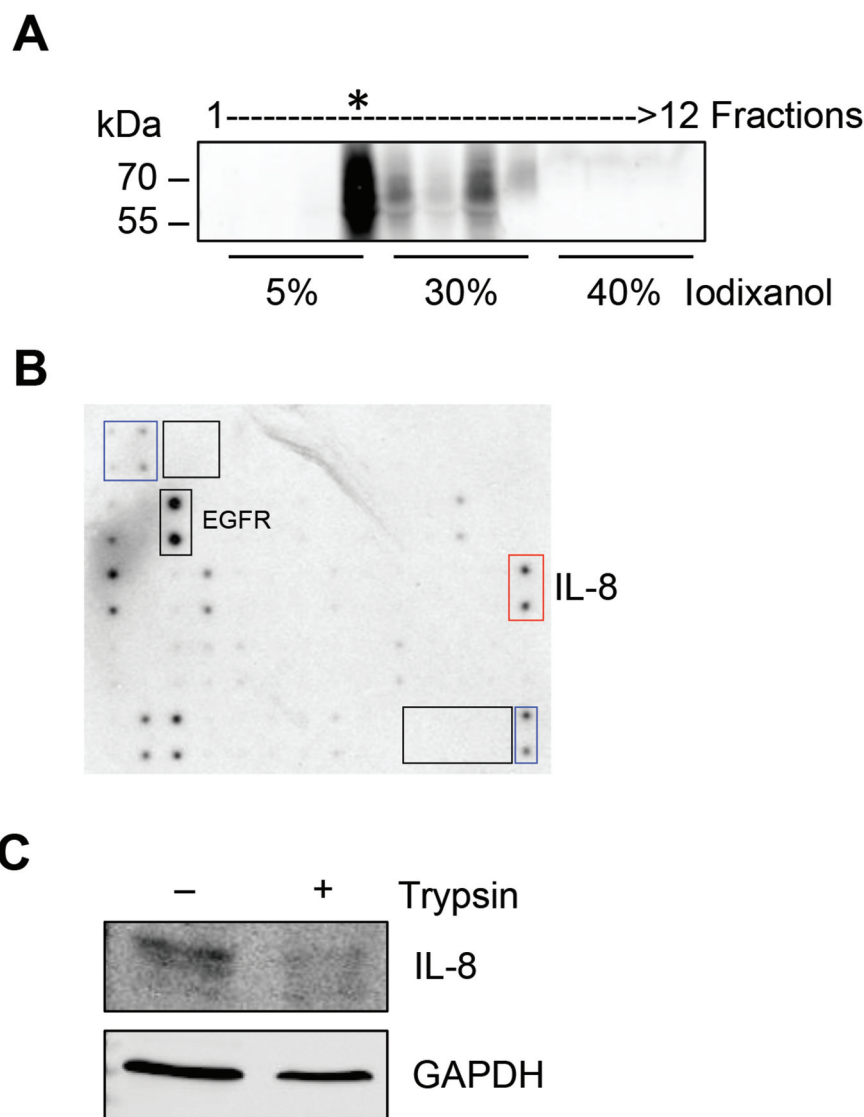 A
*
kDa 1------------------------------->12 Fractions
70 –
55 –
5% 30% 40% Iodixanol
B
EGFR
IL-8
C
– + Trypsin
IL-8
GAPDH